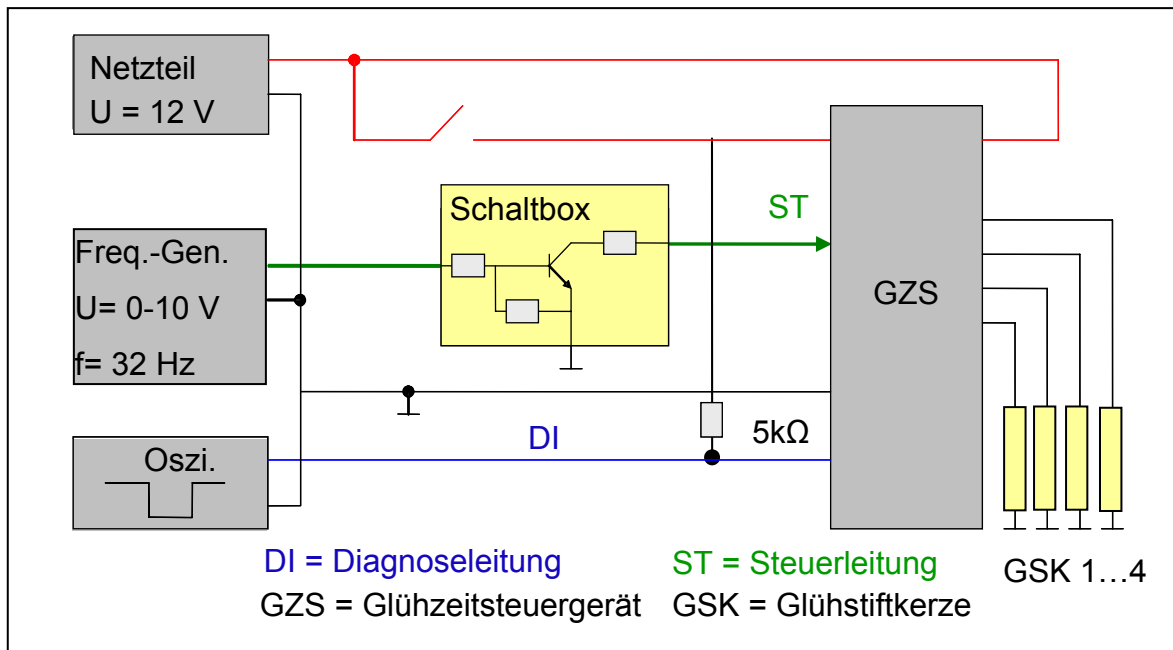 Netzteil
U = 12 V
Schaltbox
ST
Freq.-Gen.
U= 0-10 V
f= 32 Hz
GZS
Oszi.
DI
5kΩ
DI = Diagnoseleitung
ST = Steuerleitung
GZS = Glühzeitsteuergerät
GSK = Glühstiftkerze
GSK 1…4